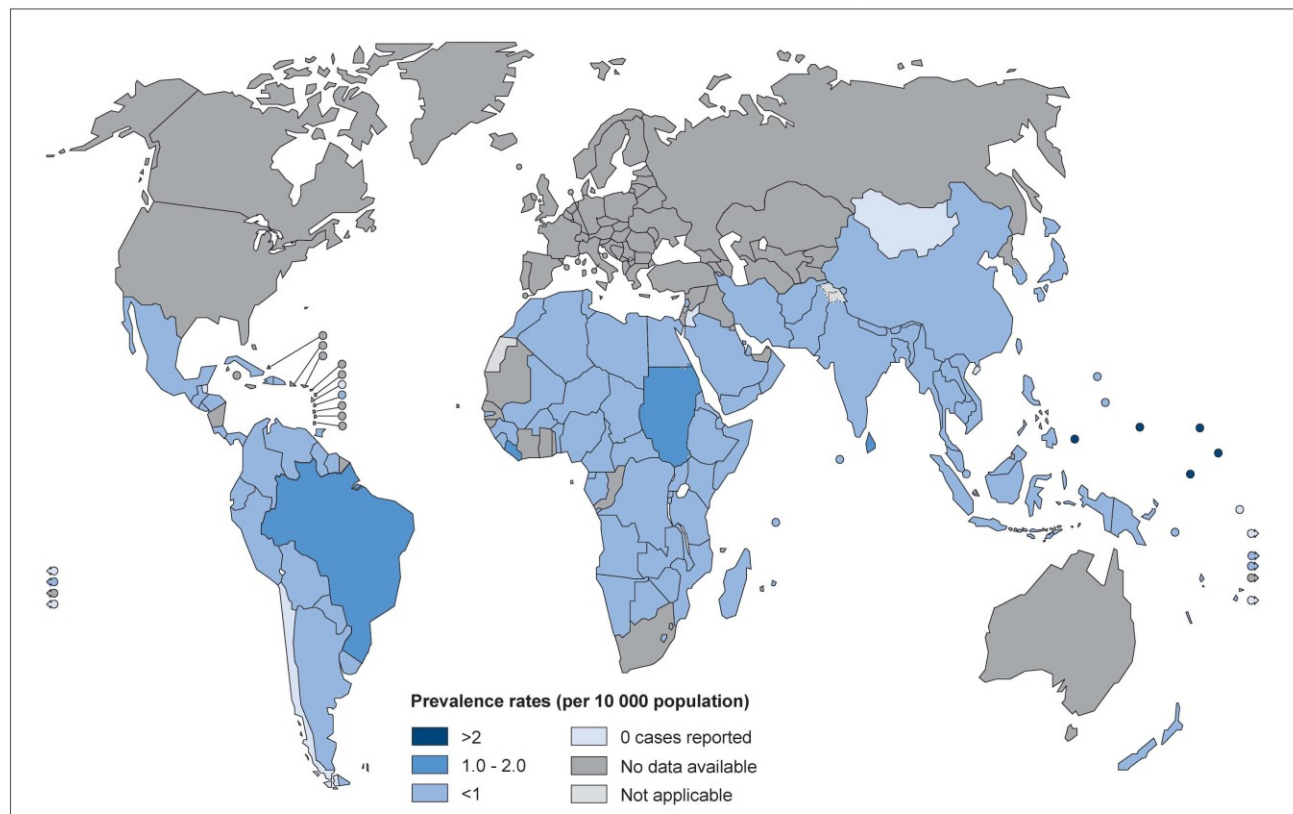 Prevalence rates (per 10 000 population)
>2
1.0 - 2.0
<1
0 cases reported
No data available
Not applicable